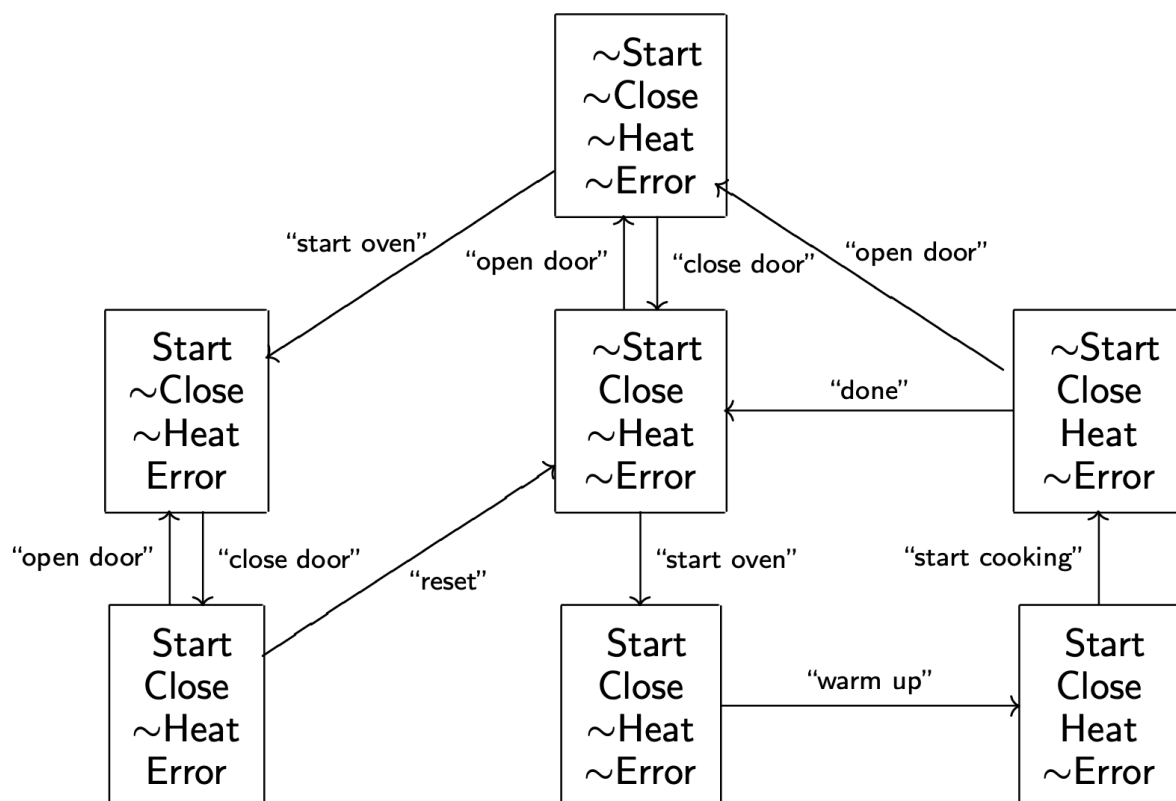 ∼Start
∼Close
∼Heat
∼Error
“start oven”
“open door”
“close door”
“open door”
Start
∼Close
∼Heat
Error
∼Start
Close
∼Heat
∼Error
“done”
∼Start
Close
Heat
∼Error
“open door”
“close door”
“reset”
“start oven”
“start cooking”
Start
Close
∼Heat
Error
Start
Close
∼Heat
∼Error
“warm up”
Start
Close
Heat
∼Error